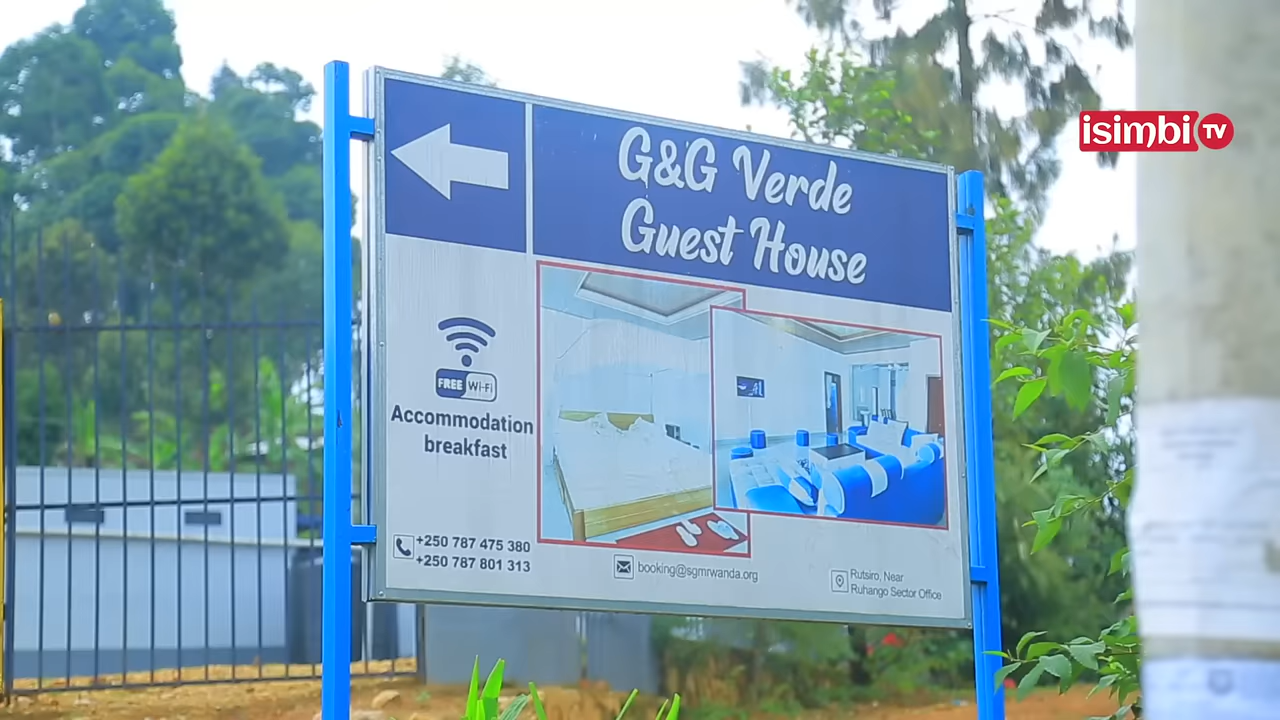 isimbi TV
G&G Verde
Guest House
FREE Wi-Fi
Accommodation
breakfast
+250 787 475 380
+250 787 801 313
booking@sgmrwanda.org
Rutsiro, Near
Ruhango Sector Office